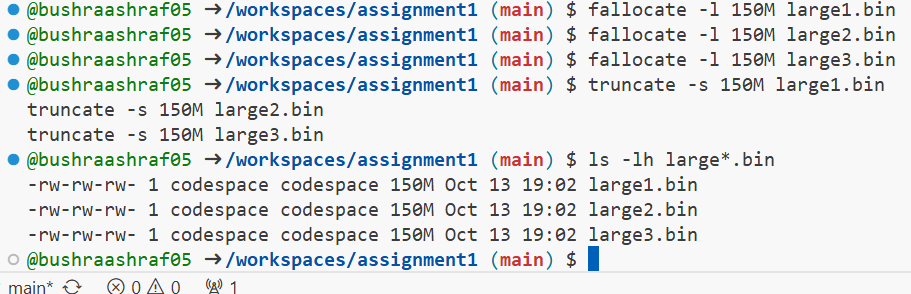 @bushraashraf05 →/workspaces/assignment1 (main) $ fallocate -l 150M large1.bin
@bushraashraf05 →/workspaces/assignment1 (main) $ fallocate -l 150M large2.bin
@bushraashraf05 →/workspaces/assignment1 (main) $ fallocate -l 150M large3.bin
@bushraashraf05 →/workspaces/assignment1 (main) $ truncate -s 150M large1.bin
truncate -s 150M large2.bin
truncate -s 150M large3.bin
@bushraashraf05 →/workspaces/assignment1 (main) $ ls -lh large*.bin
-rw-rw-rw- 1 codespace codespace 150M Oct 13 19:02 large1.bin
-rw-rw-rw- 1 codespace codespace 150M Oct 13 19:02 large2.bin
-rw-rw-rw- 1 codespace codespace 150M Oct 13 19:02 large3.bin
@bushraashraf05 →/workspaces/assignment1 (main) $
main* 0 0 1